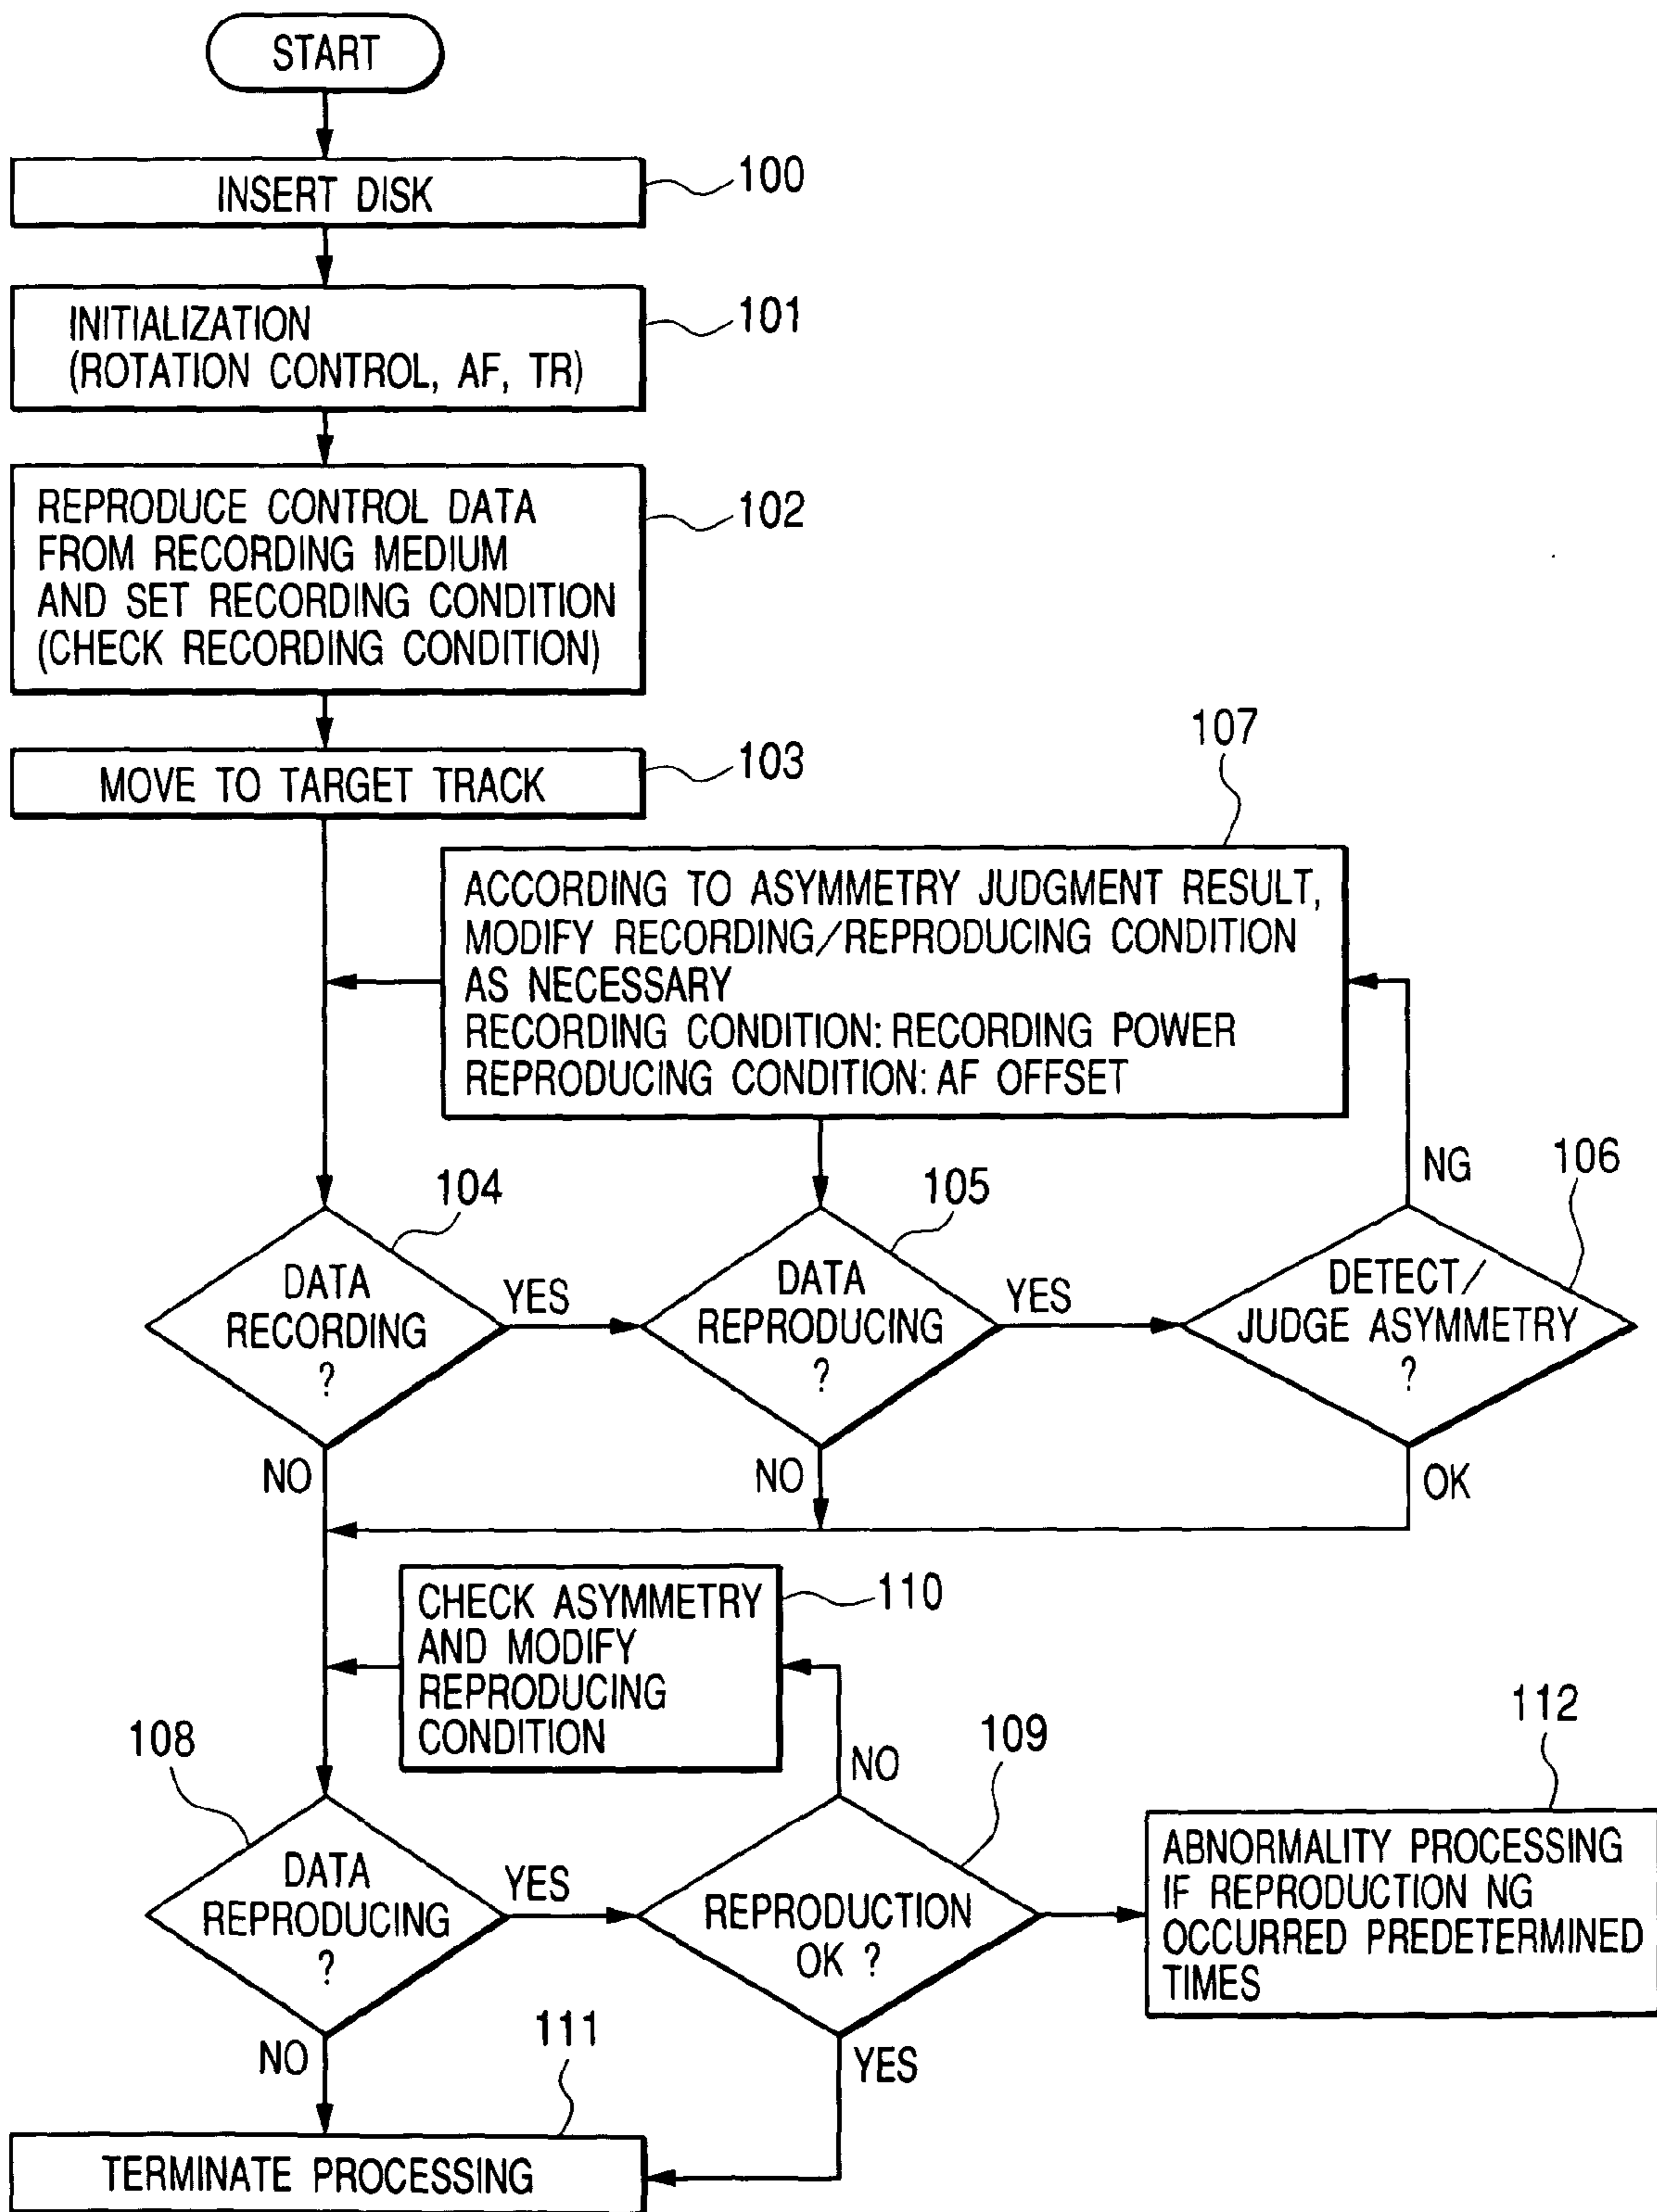 START
INSERT DISK
100
INITIALIZATION
(ROTATION CONTROL, AF, TR)
101
REPRODUCE CONTROL DATA
FROM RECORDING MEDIUM
AND SET RECORDING CONDITION
(CHECK RECORDING CONDITION)
102
MOVE TO TARGET TRACK
103
107
ACCORDING TO ASYMMETRY JUDGMENT RESULT,
MODIFY RECORDING/REPRODUCING CONDITION
AS NECESSARY
RECORDING CONDITION: RECORDING POWER
REPRODUCING CONDITION: AF OFFSET
104
DATA
RECORDING
?
YES
NO
105
DATA
REPRODUCING
?
YES
NO
106
NG
DETECT/
JUDGE ASYMMETRY
?
OK
CHECK ASYMMETRY
AND MODIFY
REPRODUCING
CONDITION
110
108
DATA
REPRODUCING
?
YES
NO
109
NO
REPRODUCTION
OK ?
YES
112
ABNORMALITY PROCESSING
IF REPRODUCTION NG
OCCURRED PREDETERMINED
TIMES
111
TERMINATE PROCESSING